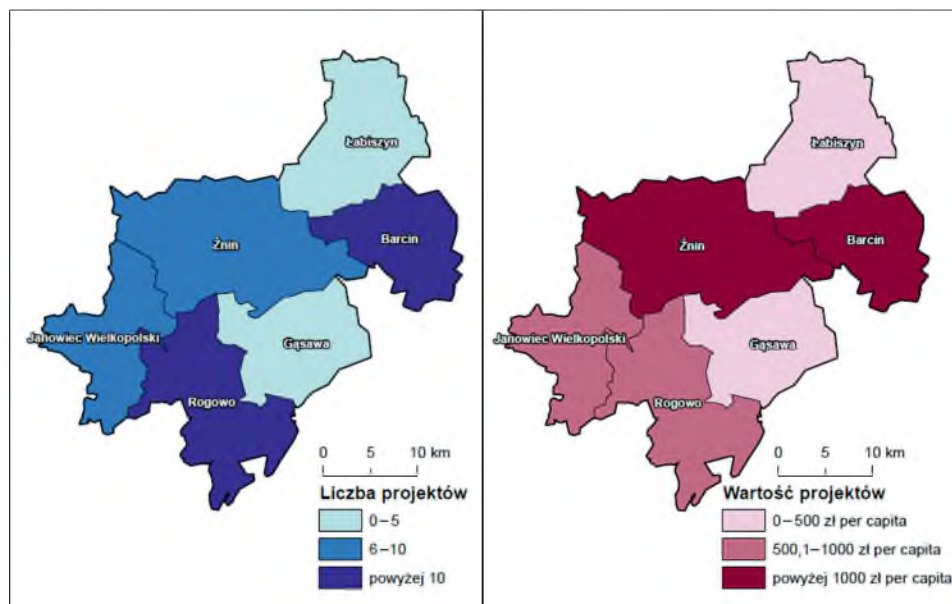 Łabiszyn
Żnin
Barcin
Janowiec Wielkopolski
Gąsawa
Rogowo
0 5 10 km
Liczba projektów
0–5
6–10
powyżej 10
Łabiszyn
Żnin
Barcin
Janowiec Wielkopolski
Gąsawa
Rogowo
0 5 10 km
Wartość projektów
0–500 zł per capita
500,1–1000 zł per capita
powyżej 1000 zł per capita